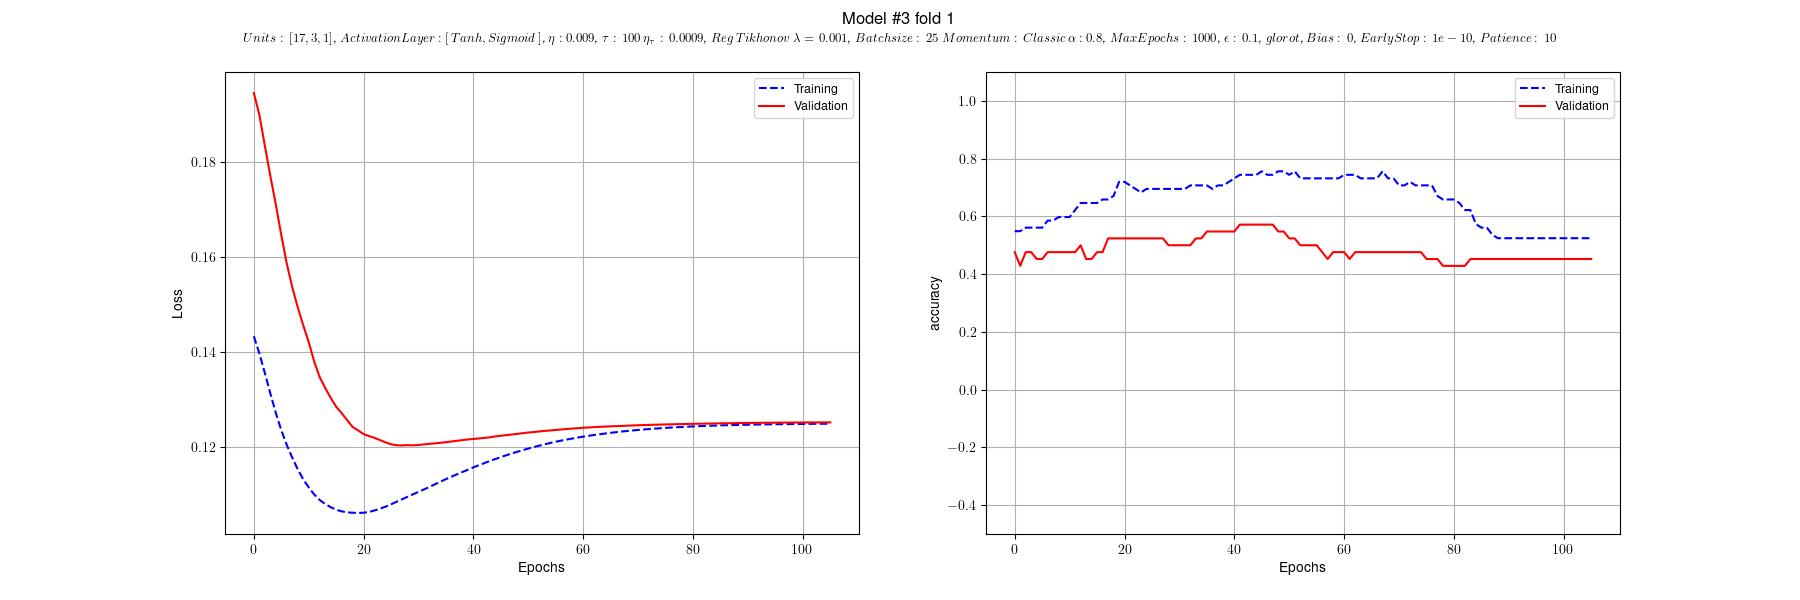 Model #3 fold 1
Units : [17, 3, 1], ActivationLayer : [ Tanh, Sigmoid ], η : 0.009, τ : 100 η_τ : 0.0009, Reg Tikhonov λ = 0.001, Batchsize : 25 Momentum : Classic α : 0.8, MaxEpochs : 1000, ϵ : 0.1, glorot, Bias : 0, EarlyStop : 1e − 10, Patience : 10
Training
Validation
0.18
0.16
0.14
0.12
Loss
0 20 40 60 80 100
Epochs
Training
Validation
1.0
0.8
0.6
0.4
0.2
0.0
−0.2
−0.4
accuracy
0 20 40 60 80 100
Epochs